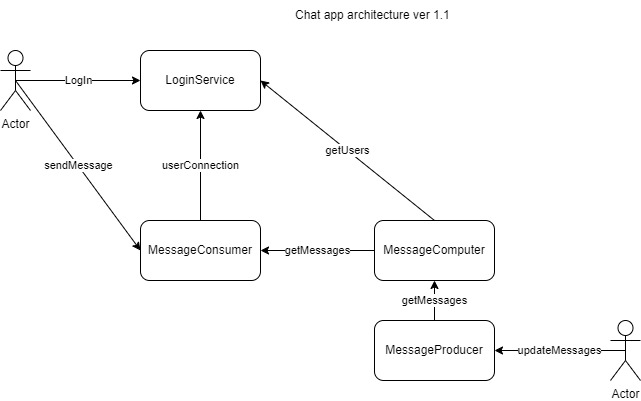 Chat app architecture ver 1.1
LogIn
LoginService
Actor
getUsers
sendMessage
userConnection
MessageConsumer
getMessages
MessageComputer
getMessages
MessageProducer
updateMessages
Actor